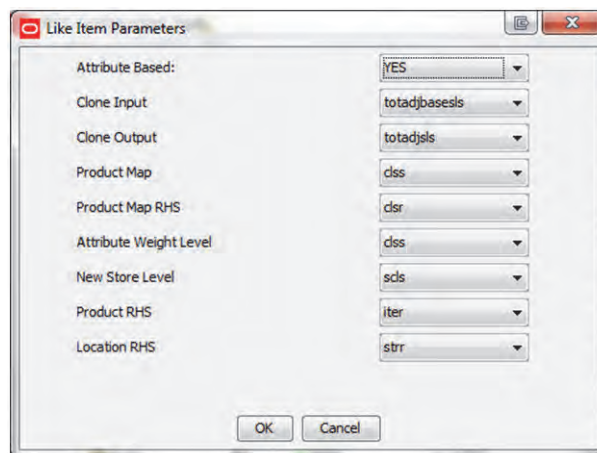 Like Item Parameters
Attribute Based: YES
Clone Input totadjbasesls
Clone Output totadjsls
Product Map clss
Product Map RHS clsr
Attribute Weight Level clss
New Store Level scls
Product RHS iter
Location RHS strr
OK Cancel